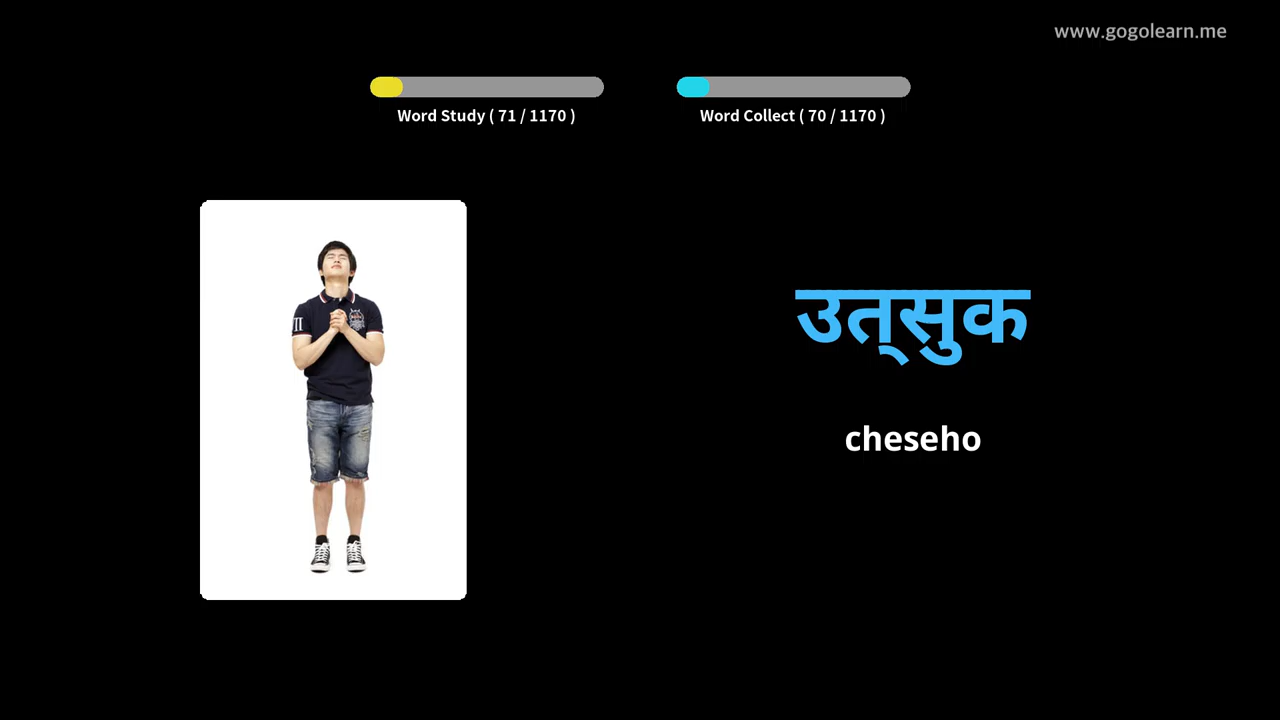 www.gogolearn.me
Word Study ( 71 / 1170 )
Word Collect ( 70 / 1170 )
उत्सुक
cheseho